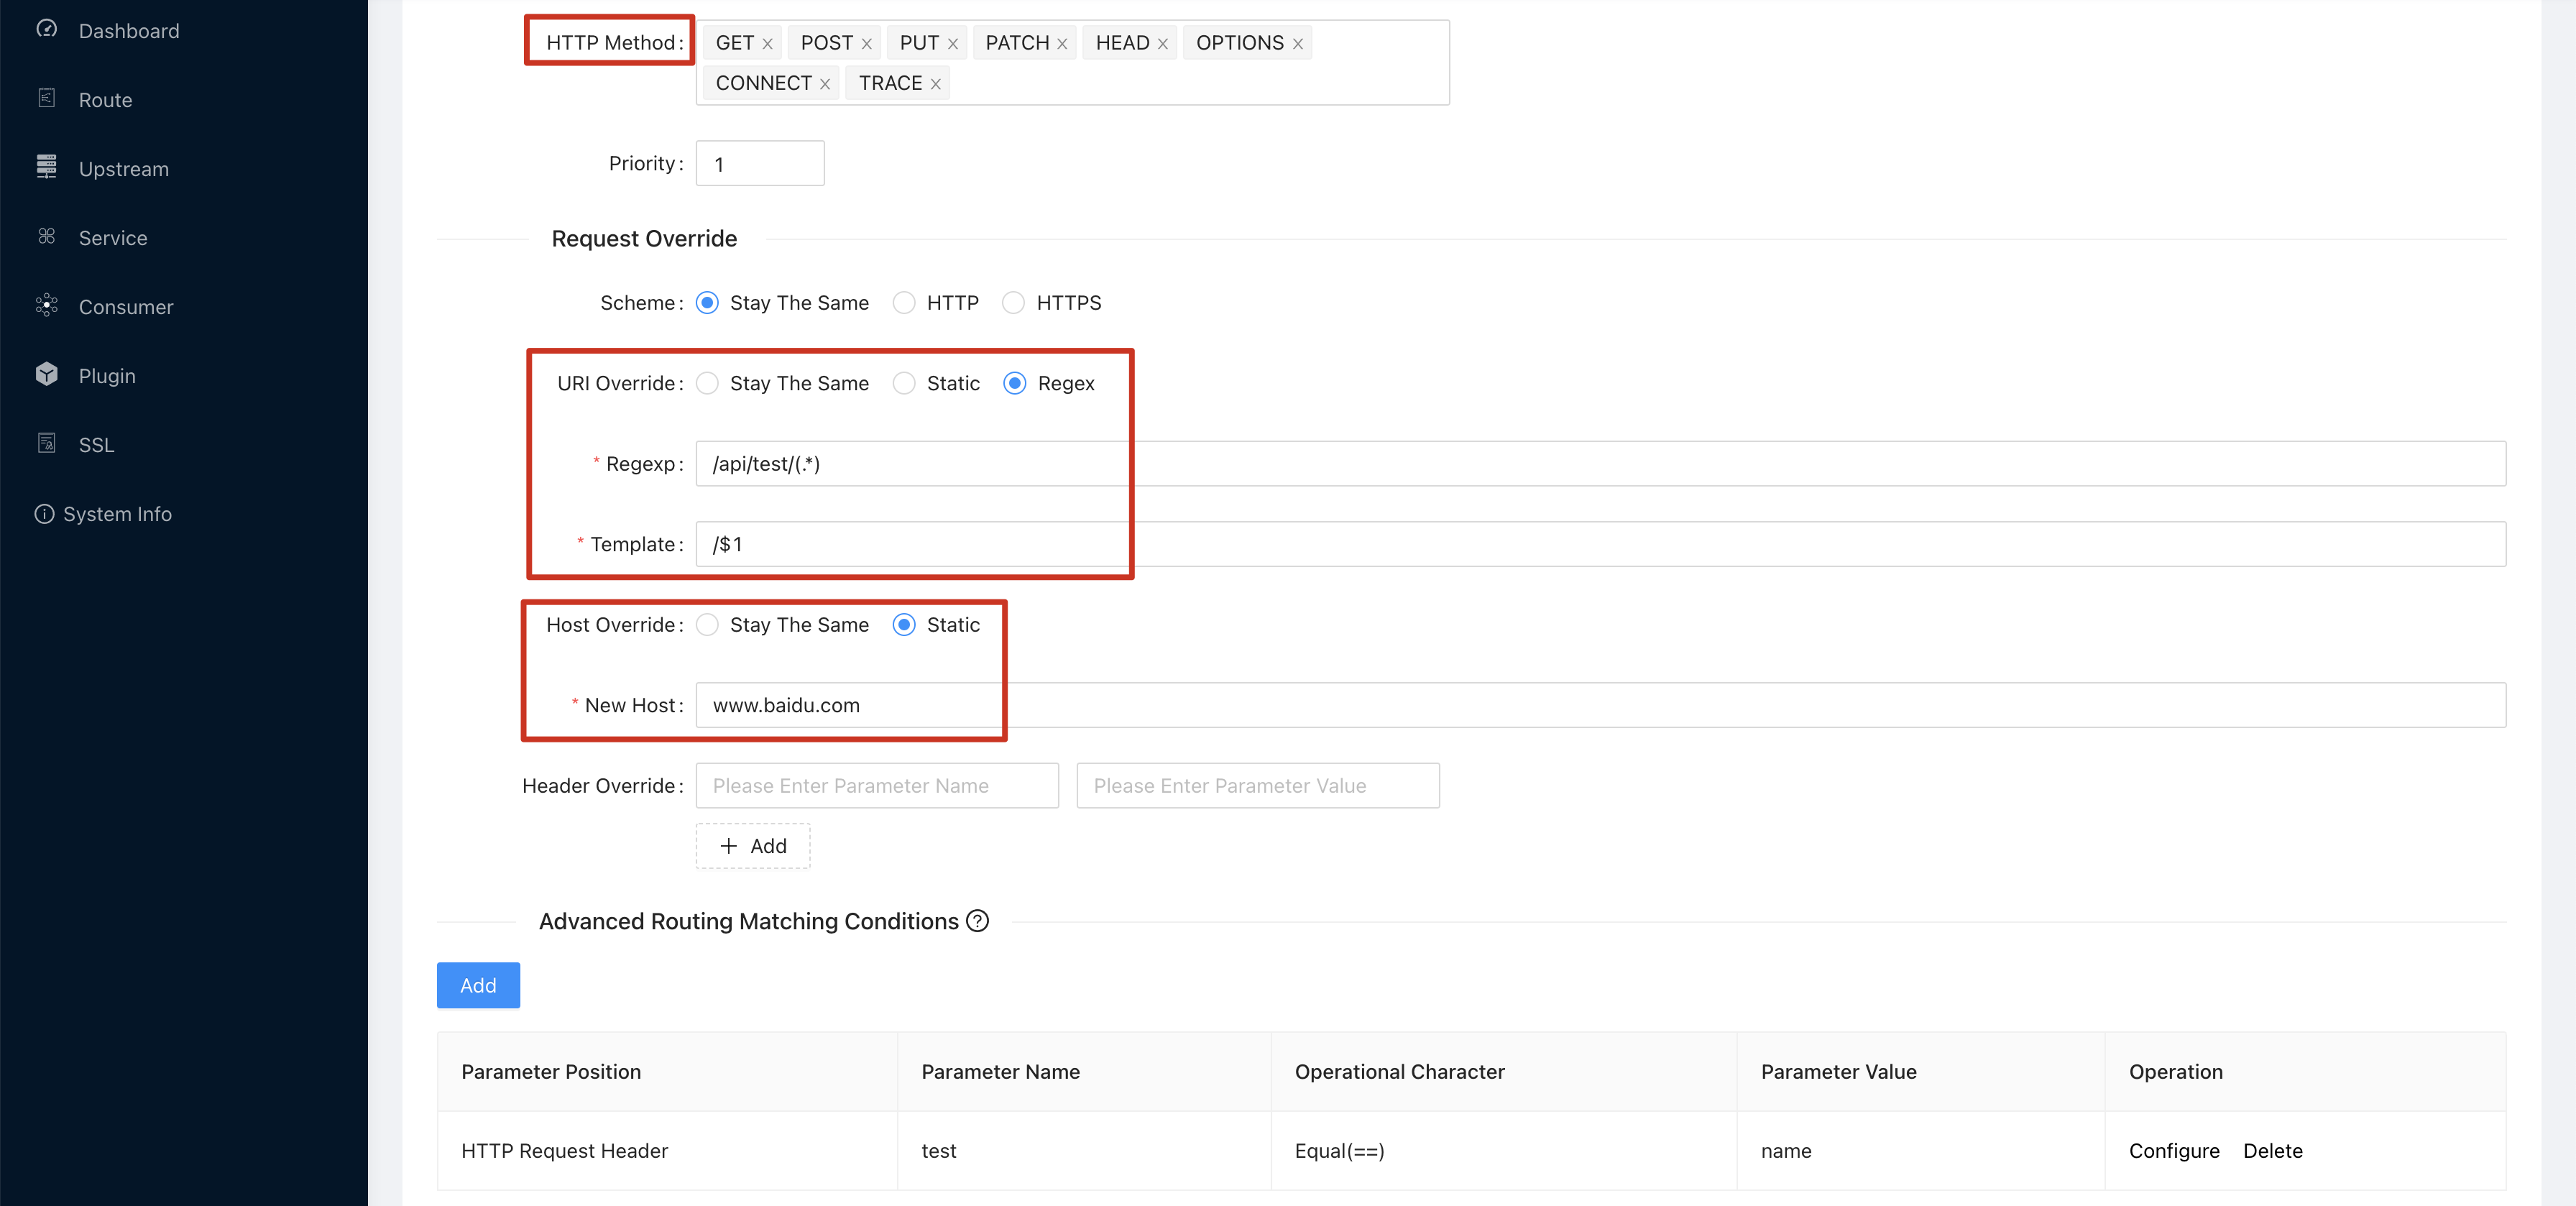 Dashboard
Route
Upstream
Service
Consumer
Plugin
SSL
System Info
HTTP Method: GET × POST × PUT × PATCH × HEAD × OPTIONS ×
CONNECT × TRACE ×
Priority: 1
Request Override
Scheme: Stay The Same HTTP HTTPS
URI Override: Stay The Same Static Regex
* Regexp: /api/test/(.*)
* Template: /$1
Host Override: Stay The Same Static
* New Host: www.baidu.com
Header Override: Please Enter Parameter Name Please Enter Parameter Value
+ Add
Advanced Routing Matching Conditions ?
Add
Parameter Position Parameter Name Operational Character Parameter Value Operation
HTTP Request Header test Equal(==) name Configure Delete